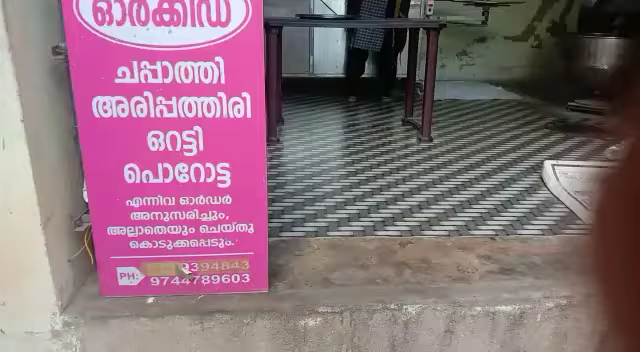 ഓർക്കിഡ്
ചപ്പാത്തി
അരിപ്പത്തിരി
ഒറട്ടി
പൊറോട്ട
എന്നിവ ഓർഡർ
അനുസരിച്ചും,
അല്ലാതെയും ചെയ്തു
കൊടുക്കപ്പെടും.
PH:
9744789603